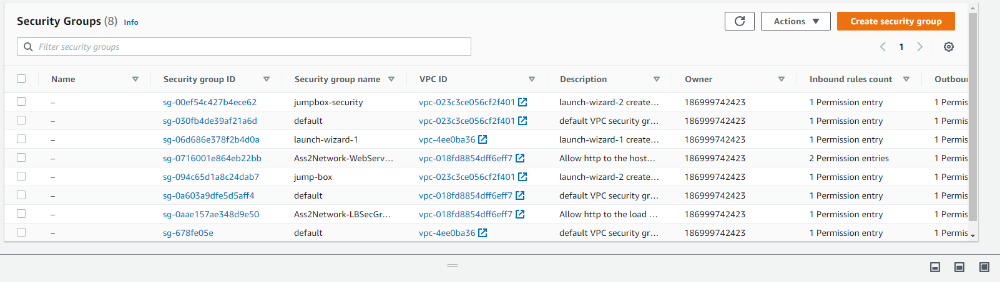 Security Groups (8) Info
Actions
Create security group
Filter security groups
1
Name Security group ID Security group name VPC ID Description Owner Inbound rules count Outbour
– sg-00ef54c427b4ece62 jumpbox-security vpc-023c3ce056cf2f401 launch-wizard-2 create... 186999742423 1 Permission entry 1 Permis
– sg-030fb4de39af21a6d default vpc-023c3ce056cf2f401 default VPC security gr... 186999742423 1 Permission entry 1 Permis
– sg-06d686e378f2b4d0a launch-wizard-1 vpc-4ee0ba36 launch-wizard-1 create... 186999742423 1 Permission entry 1 Permis
– sg-0716001e864eb22bb Ass2Network-WebServ... vpc-018fd8854dff6eff7 Allow http to the host... 186999742423 2 Permission entries 1 Permis
– sg-094c65d1a8c24dab7 jump-box vpc-023c3ce056cf2f401 launch-wizard-2 create... 186999742423 1 Permission entry 1 Permis
– sg-0a603a9dfe5d5aff4 default vpc-018fd8854dff6eff7 default VPC security gr... 186999742423 1 Permission entry 1 Permis
– sg-0aae157ae348d9e50 Ass2Network-LBSecGr... vpc-018fd8854dff6eff7 Allow http to the load ... 186999742423 1 Permission entry 1 Permis
– sg-678fe05e default vpc-4ee0ba36 default VPC security gr... 186999742423 1 Permission entry 1 Permis